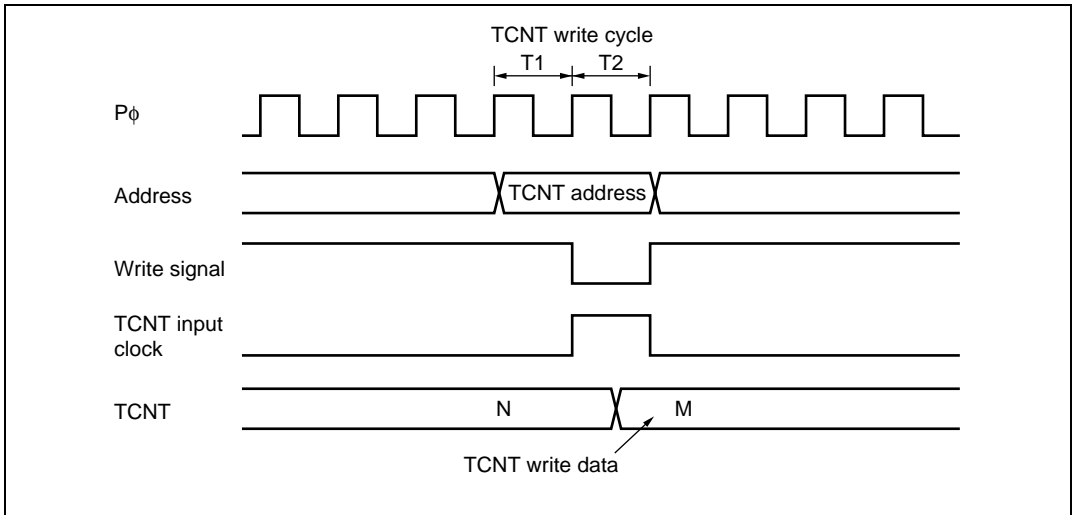 TCNT write cycle
T1 T2
Pϕ
Address TCNT address
Write signal
TCNT input
clock
TCNT N M
TCNT write data